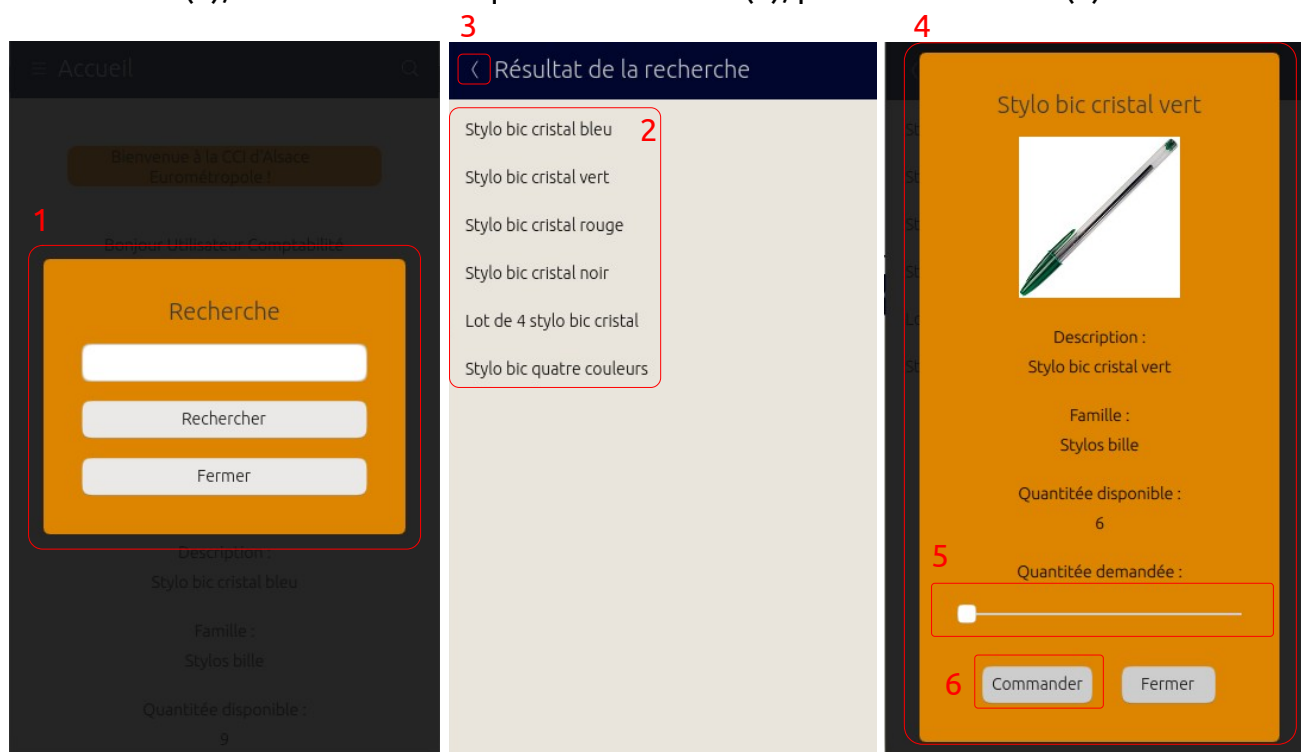 3
4
≡ Accueil
Bienvenue à la CCI d'Alsace
Eurométropole !
1
Bonjour Utilisateur Comptabilité
Recherche
Rechercher
Fermer
Description :
Stylo bic cristal bleu
Famille :
Stylos bille
Quantitée disponible :
9
〈 Résultat de la recherche
Stylo bic cristal bleu
2
Stylo bic cristal vert
Stylo bic cristal rouge
Stylo bic cristal noir
Lot de 4 stylo bic cristal
Stylo bic quatre couleurs
Stylo bic cristal vert
Description :
Stylo bic cristal vert
Famille :
Stylos bille
Quantitée disponible :
6
5
Quantitée demandée :
6
Commander
Fermer